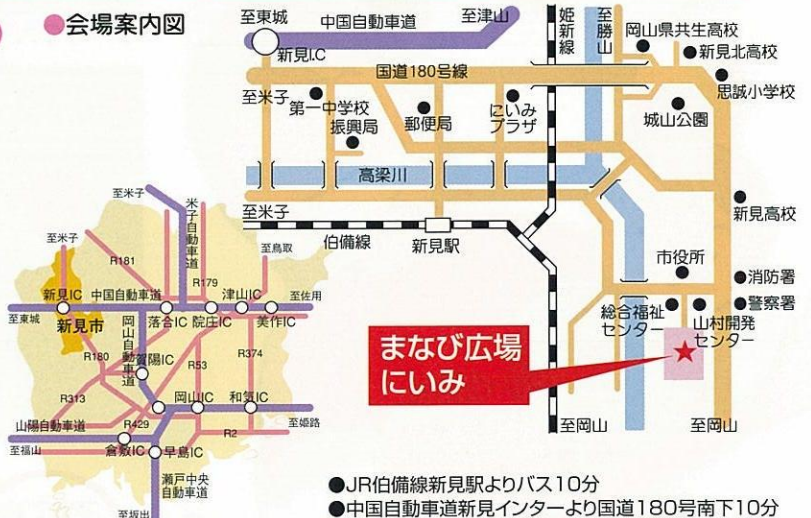 ●会場案内図
至東城
中国自動車道
至津山
姫新線
至勝山
岡山県共生高校
新見北高校
新見I.C
国道180号線
思誠小学校
至米子
第一中学校
振興局
郵便局
にいみ
プラザ
城山公園
高梁川
至米子
伯備線
新見駅
新見高校
市役所
消防署
総合福祉
センター
山村開発
センター
警察署
まなび広場
にいみ
至岡山
至岡山
至米子
米子自動車道
至米子
R181
至鳥取
R179
新見IC
中国自動車道
津山IC
至佐用
至東城
新見市
落合IC
院庄IC
美作IC
岡山自動車道
R180
賀陽IC
R53
R374
R313
岡山IC
和気IC
山陽自動車道
R429
R2
至姫路
至福山
倉敷IC
早島IC
瀬戸中央
自動車道
至坂出
●JR伯備線新見駅よりバス10分
●中国自動車道新見インターより国道180号南下10分